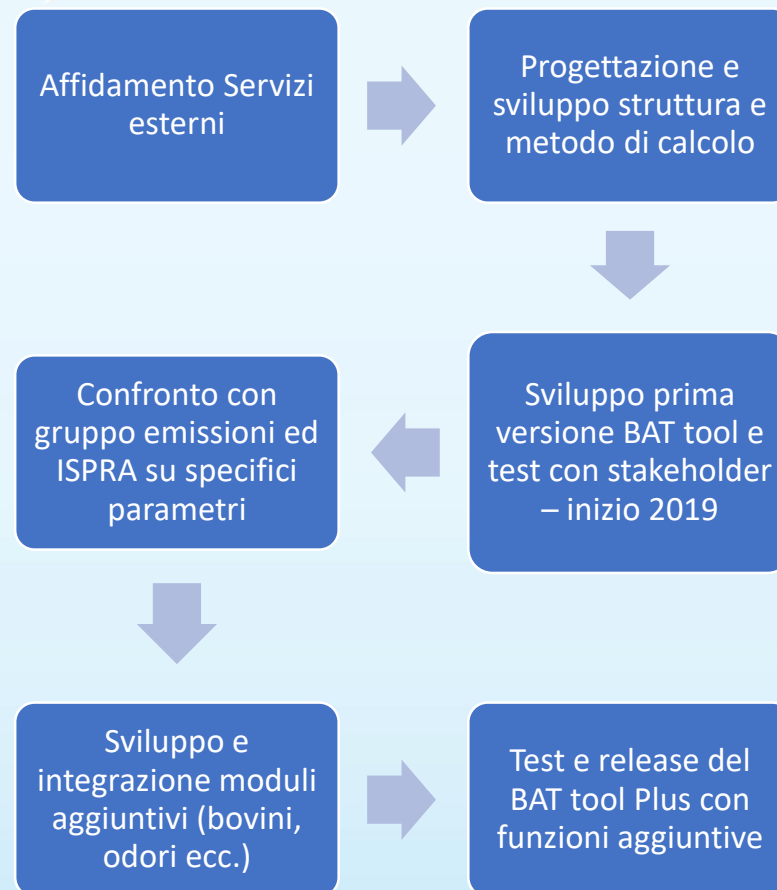 Affidamento Servizi
esterni
Progettazione e
sviluppo struttura e
metodo di calcolo
Sviluppo prima
versione BAT tool e
test con stakeholder
– inizio 2019
Confronto con
gruppo emissioni ed
ISPRA su specifici
parametri
Sviluppo e
integrazione moduli
aggiuntivi (bovini,
odori ecc.)
Test e release del
BAT tool Plus con
funzioni aggiuntive